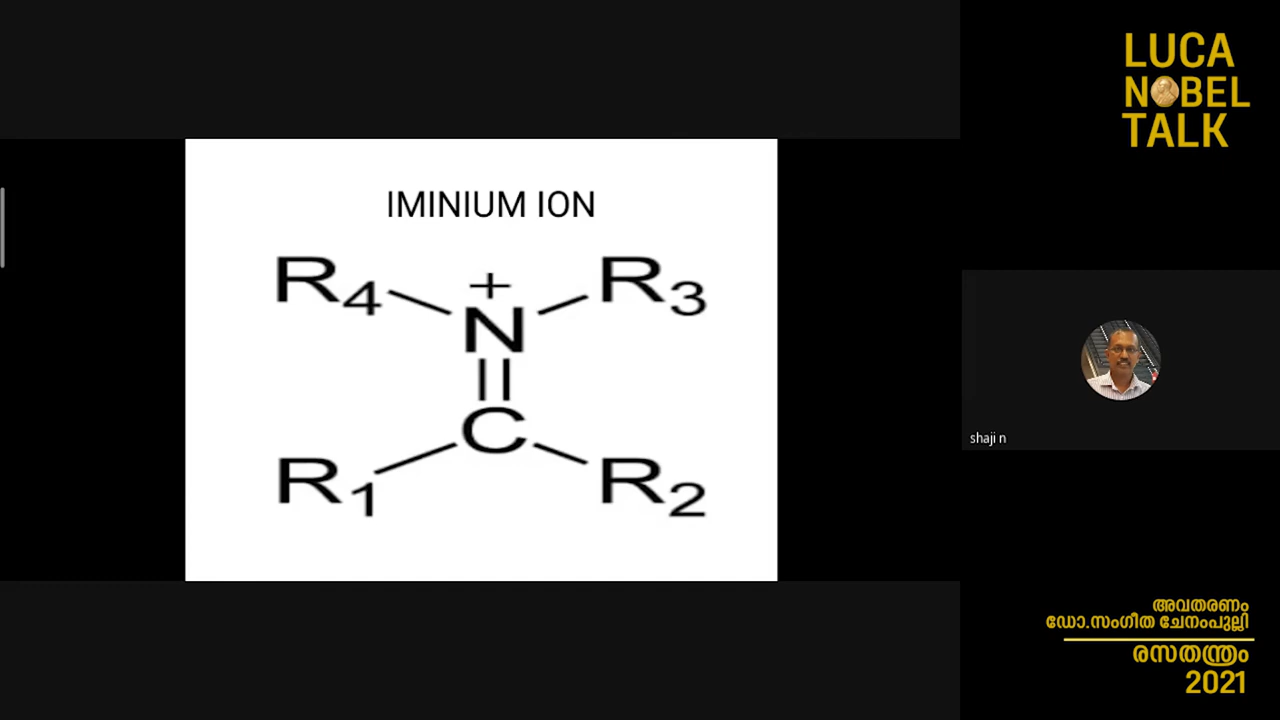 LUCA
NOBEL
TALK
IMINIUM ION
R4 + R3
N
C
R1 R2
shaji n
അവതരണം
ഡോ.സംഗീത ചേനംപുല്ലി
രസതന്ത്രം
2021